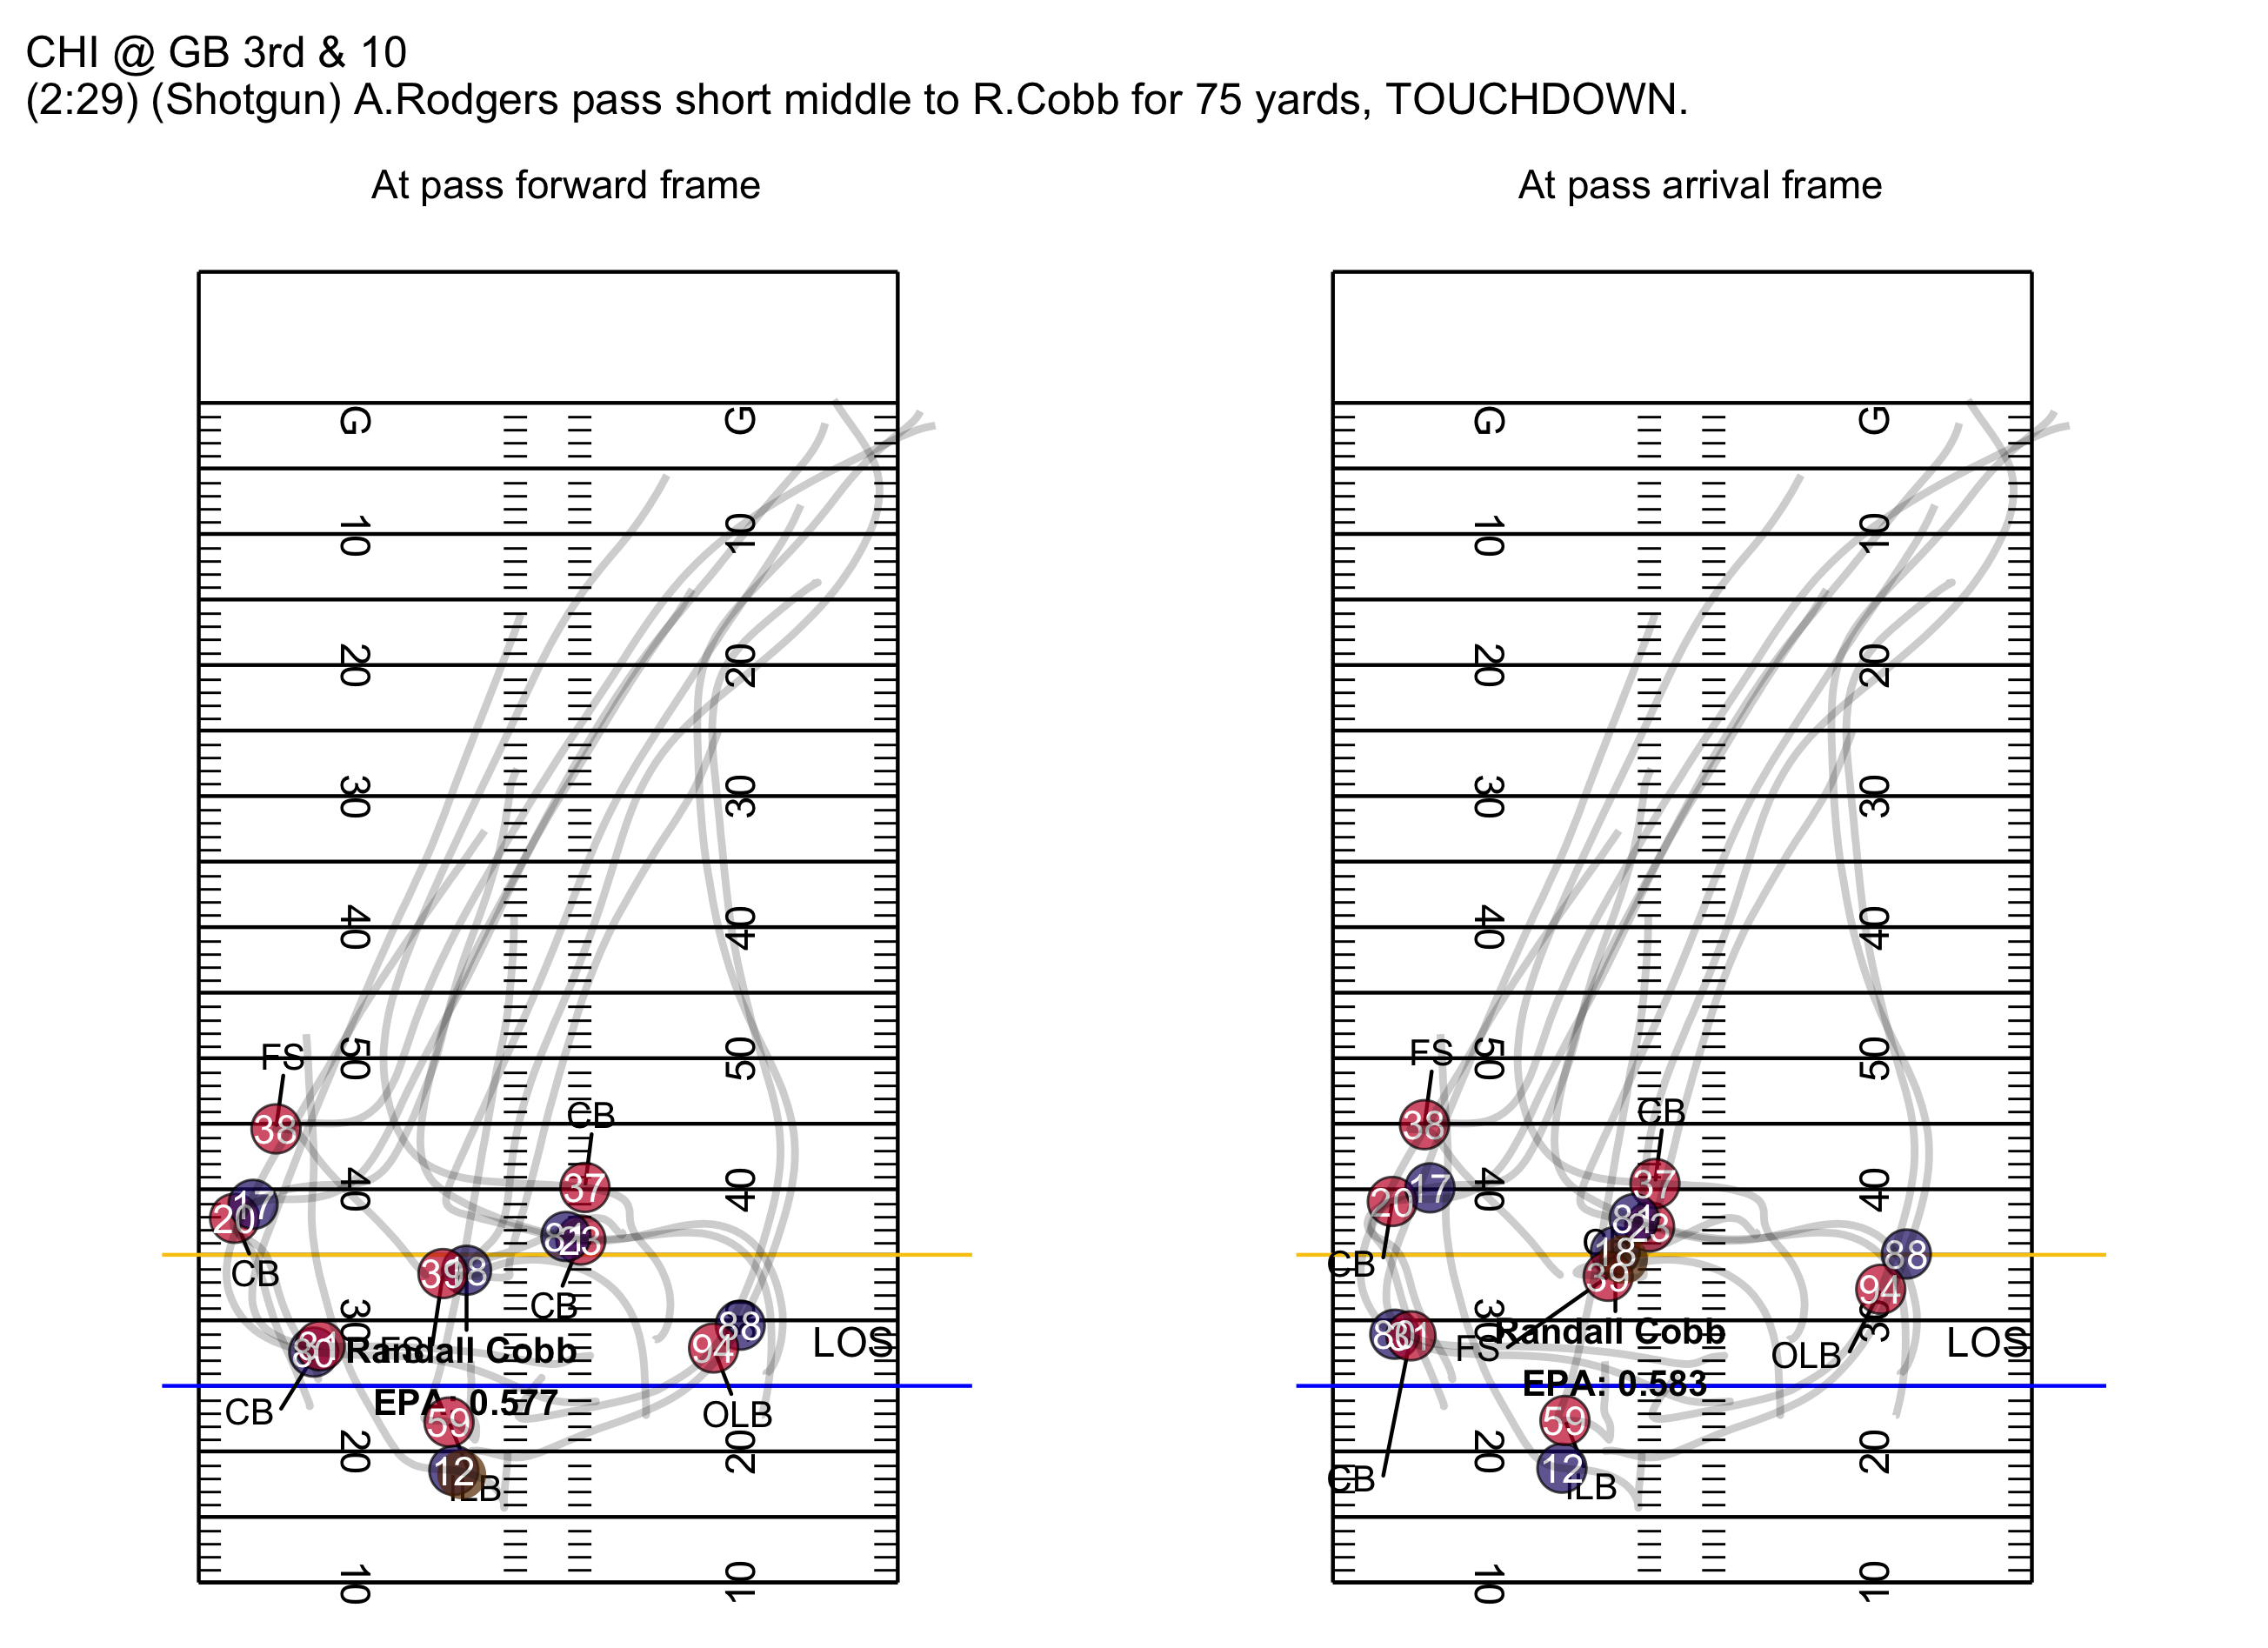 CHI @ GB 3rd & 10
(2:29) (Shotgun) A.Rodgers pass short middle to R.Cobb for 75 yards, TOUCHDOWN.
At pass forward frame
At pass arrival frame
G G G G
10 10 10 10
20 20 20 20
30 30 30 30
40 40 40 40
50 50 50 50
FS FS
38 38
CB CB
37 37
40 40 40 40
17 20 17 20
81 23 81 23
CB CB
39 18 18 39
88 88
94 94
CB
30 30 30
LOS LOS
80 31 80 31
FS Randall Cobb FS Randall Cobb
OLB OLB
EPA: 0.577 EPA: 0.583
CB CB
59 59
20 20 20 20
12 12
ILB ILB
10 10 10 10